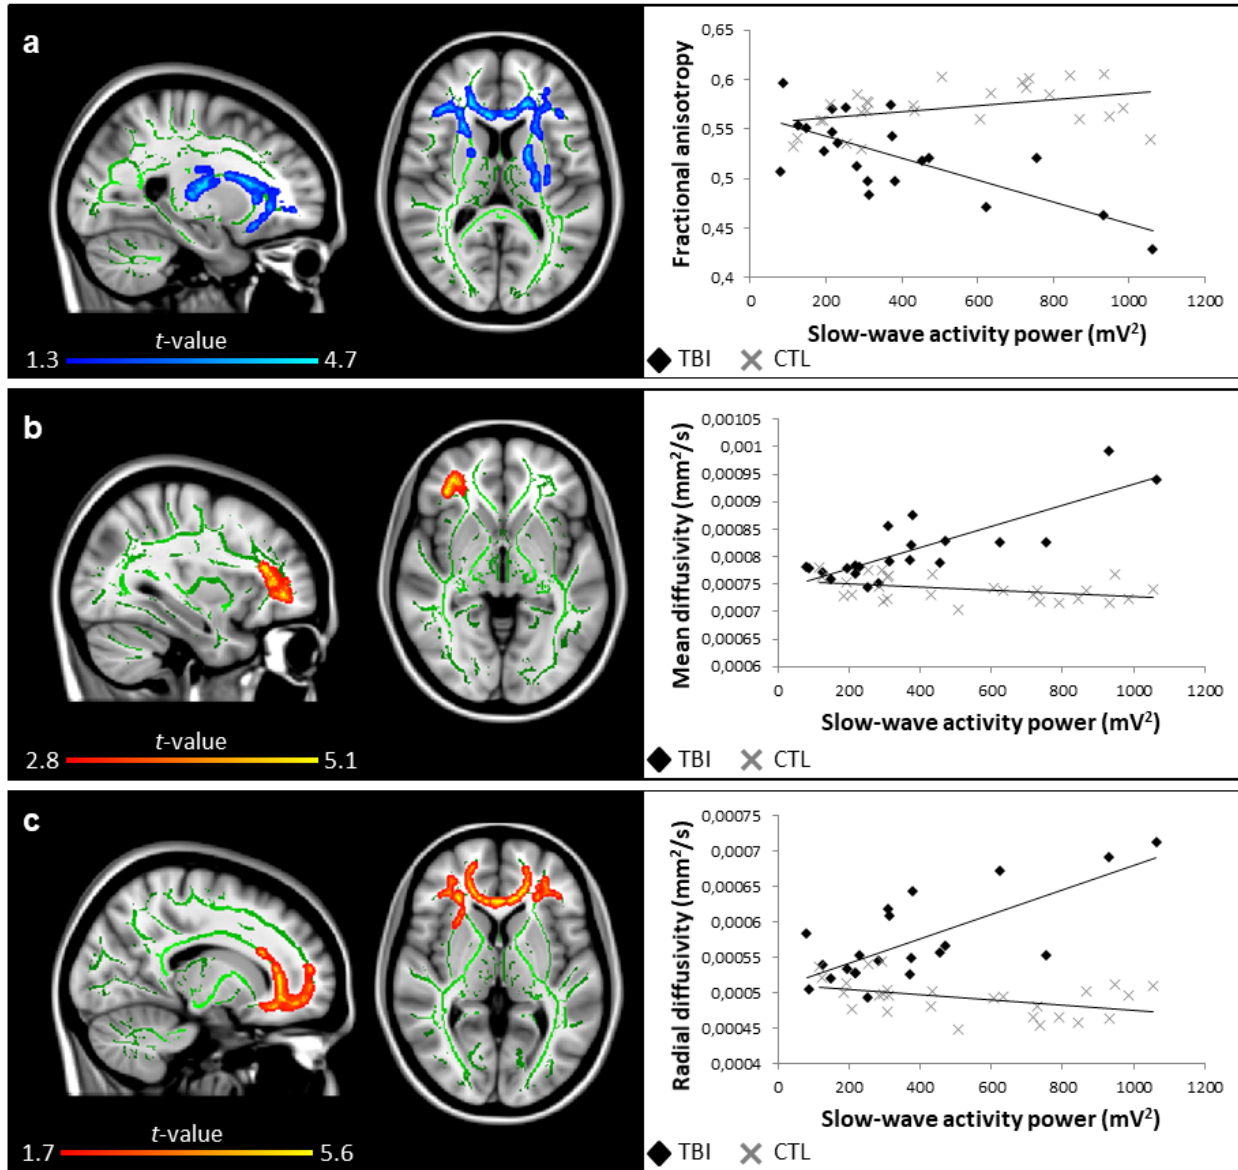 a
t-value
1.3 4.7
Fractional anisotropy
0,65
0,6
0,55
0,5
0,45
0,4
0 200 400 600 800 1000 1200
Slow-wave activity power (mV²)
TBI CTL
b
t-value
2.8 5.1
Mean diffusivity (mm²/s)
0,00105
0,001
0,00095
0,0009
0,00085
0,0008
0,00075
0,0007
0,00065
0,0006
0 200 400 600 800 1000 1200
Slow-wave activity power (mV²)
TBI CTL
c
t-value
1.7 5.6
Radial diffusivity (mm²/s)
0,00075
0,0007
0,00065
0,0006
0,00055
0,0005
0,00045
0,0004
0 200 400 600 800 1000 1200
Slow-wave activity power (mV²)
TBI CTL